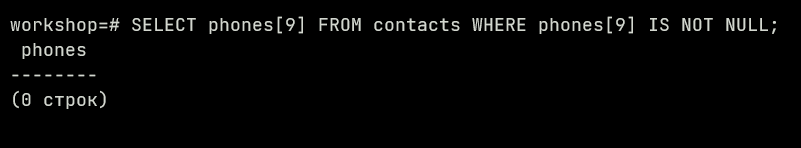 workshop=# SELECT phones[9] FROM contacts WHERE phones[9] IS NOT NULL;
 phones
--------
(0 строк)